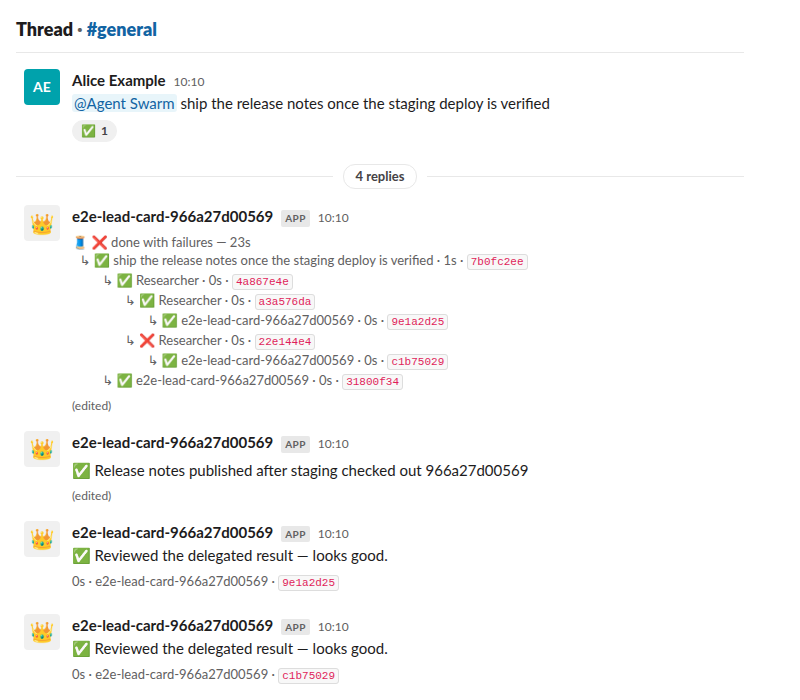 Thread • #general
AE
Alice Example 10:10
@Agent Swarm ship the release notes once the staging deploy is verified
✅ 1
4 replies
e2e-lead-card-966a27d00569 APP 10:10
🧵 ❌ done with failures — 23s
↳ ✅ ship the release notes once the staging deploy is verified · 1s · 7b0fc2ee
↳ ✅ Researcher · 0s · 4a867e4e
↳ ✅ Researcher · 0s · a3a576da
↳ ✅ e2e-lead-card-966a27d00569 · 0s · 9e1a2d25
↳ ❌ Researcher · 0s · 22e144e4
↳ ✅ e2e-lead-card-966a27d00569 · 0s · c1b75029
↳ ✅ e2e-lead-card-966a27d00569 · 0s · 31800f34
(edited)
e2e-lead-card-966a27d00569 APP 10:10
✅ Release notes published after staging checked out 966a27d00569
(edited)
e2e-lead-card-966a27d00569 APP 10:10
✅ Reviewed the delegated result — looks good.
0s · e2e-lead-card-966a27d00569 · 9e1a2d25
e2e-lead-card-966a27d00569 APP 10:10
✅ Reviewed the delegated result — looks good.
0s · e2e-lead-card-966a27d00569 · c1b75029